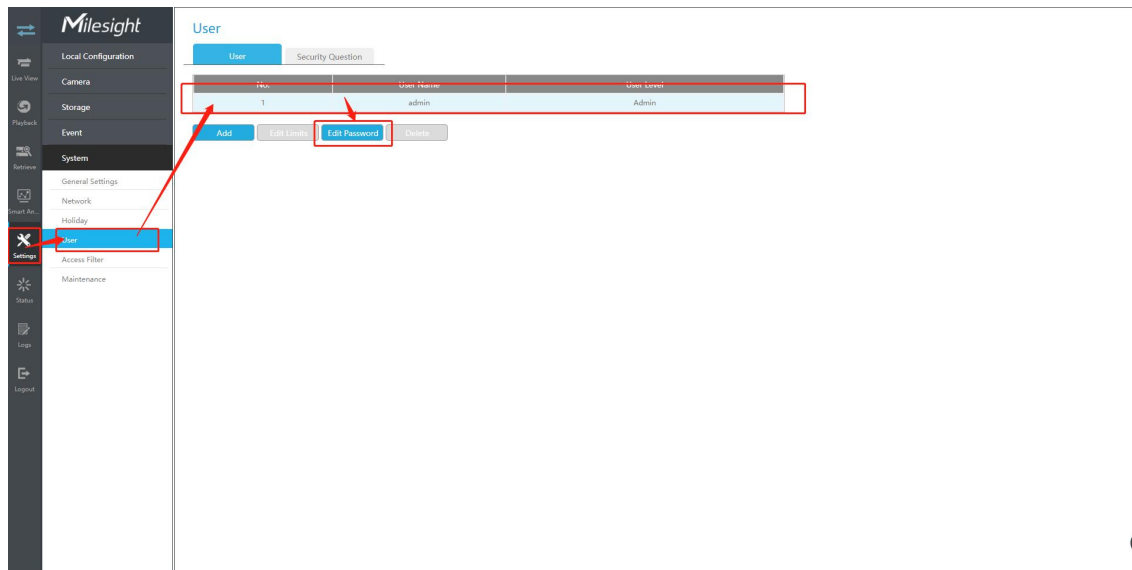 Milesight
Live View
Playback
Retrieve
Smart An...
Settings
Status
Logs
Logout
Local Configuration
Camera
Storage
Event
System
General Settings
Network
Holiday
User
Access Filter
Maintenance
User
User Security Question
No. User Name User Level
1 admin Admin
Add Edit Limits Edit Password Delete